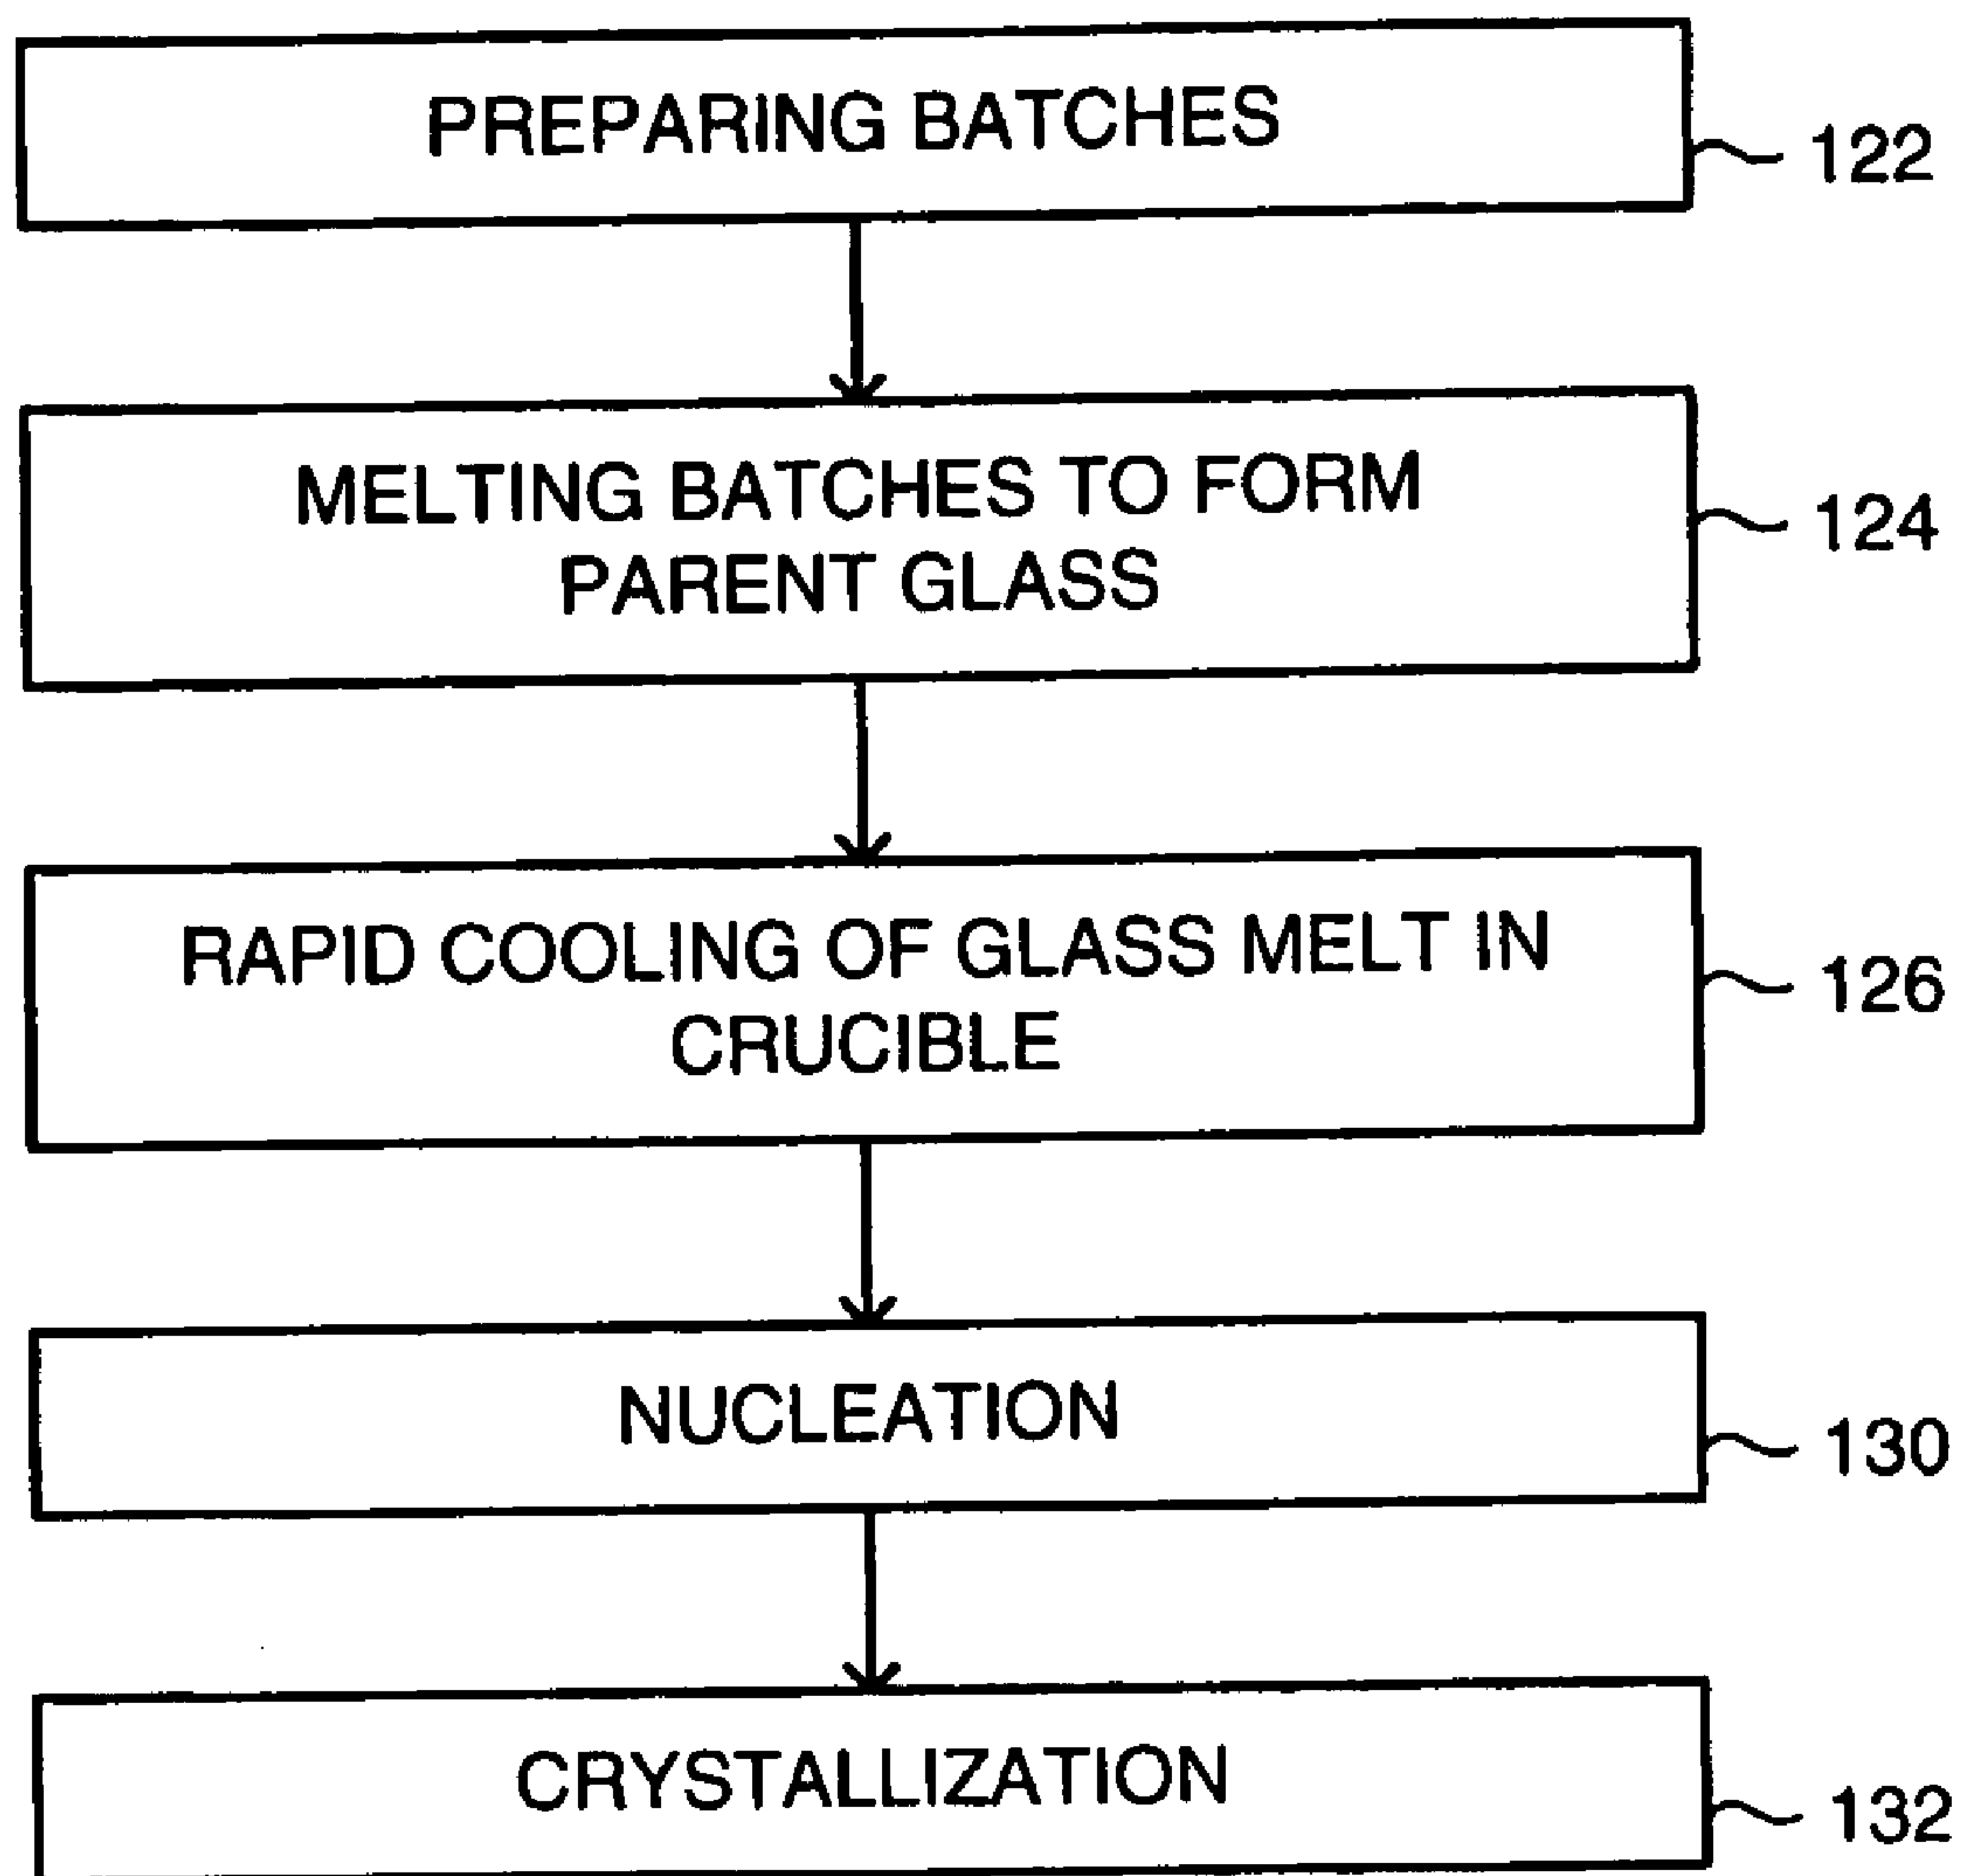 PREPARING BATCHES
122
MELTING BATCHES TO FORM
PARENT GLASS
124
RAPID COOLING OF GLASS MELT IN
CRUCIBLE
126
NUCLEATION
130
CRYSTALLIZATION
132